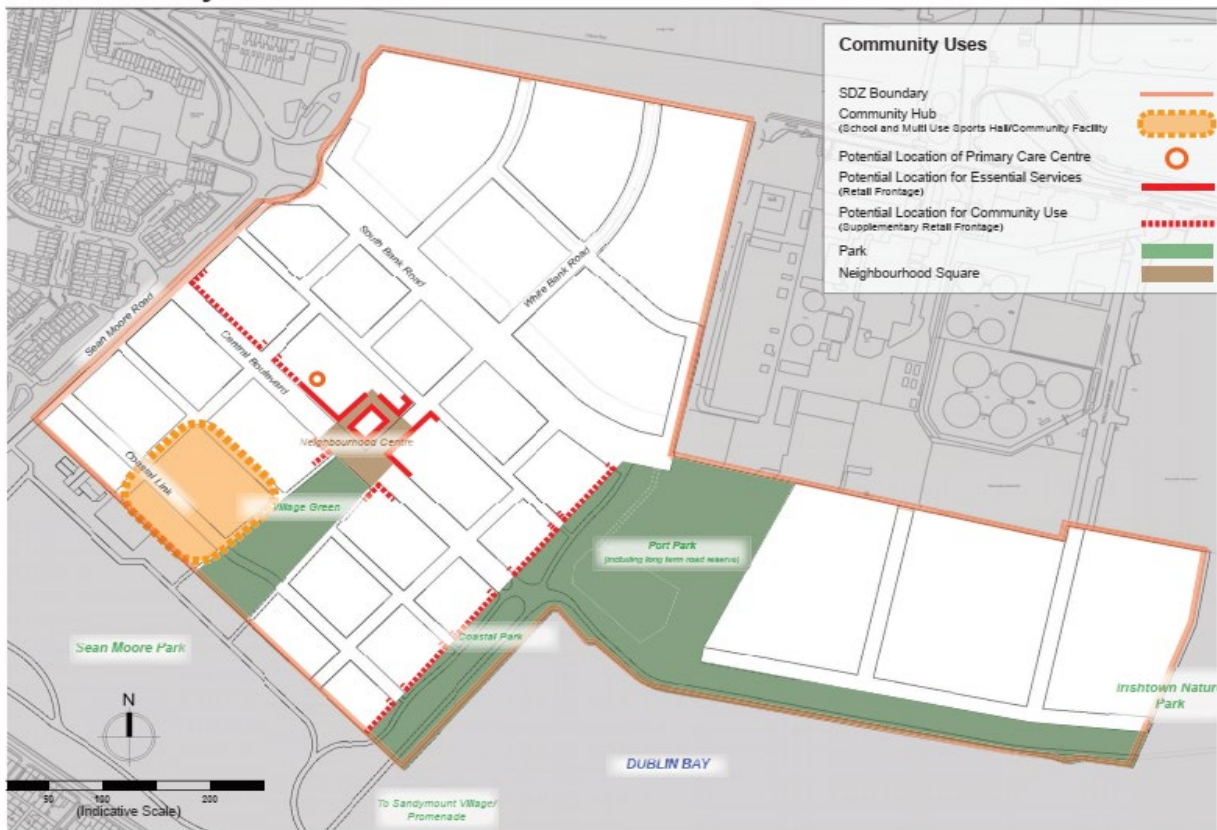 Community Uses
SDZ Boundary
Community Hub
(School and Multi Use Sports Hall/Community Facility
Potential Location of Primary Care Centre
Potential Location for Essential Services
(Retail Frontage)
Potential Location for Community Use
(Supplementary Retail Frontage)
Park
Neighbourhood Square
South Bank Road
White Bank Road
Sean Moore Road
Central Boulevard
Neighbourhood Centre
Coastal Link
Village Green
Port Park
(including long term road reserve)
Coastal Park
Sean Moore Park
Irishtown Nature
Park
N
DUBLIN BAY
50 100 200
(Indicative Scale)
To Sandymount Village/
Promenade